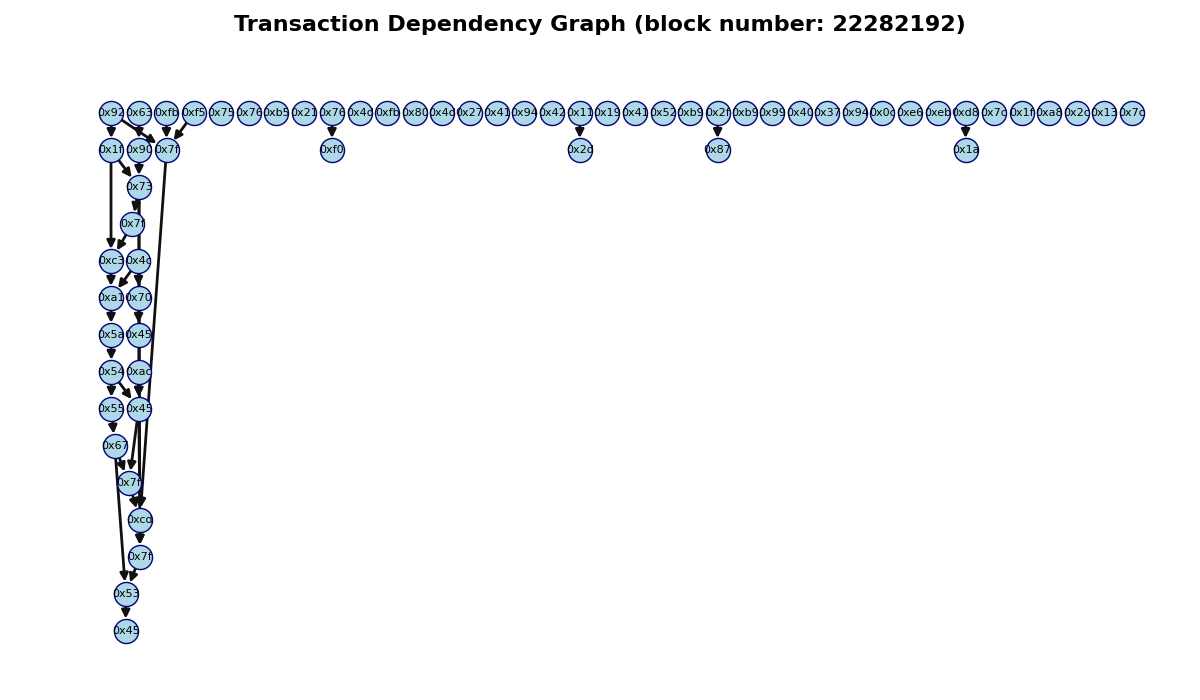 Transaction Dependency Graph (block number: 22282192)
0x92 0x63 0xfb 0xf5 0x75 0x76 0xb5 0x21 0x76 0x4d 0xfb 0x80 0x4d 0x27 0x41 0x94 0x42 0x11 0x19 0x41 0x52 0xb9 0x2f 0xb9 0x99 0x40 0x37 0x94 0x0c 0xe6 0xeb 0xd8 0x7d 0x1f 0xa8 0x2c 0x13 0x7c
0x1f 0x90 0x7f 0xf0 0x2d 0x87 0x1a
0x73
0x7f
0xc3 0x4c
0xa1 0x70
0x5a 0x45
0x54 0xac
0x55 0x45
0x67
0x7f
0xcd
0x7f
0x53
0x45